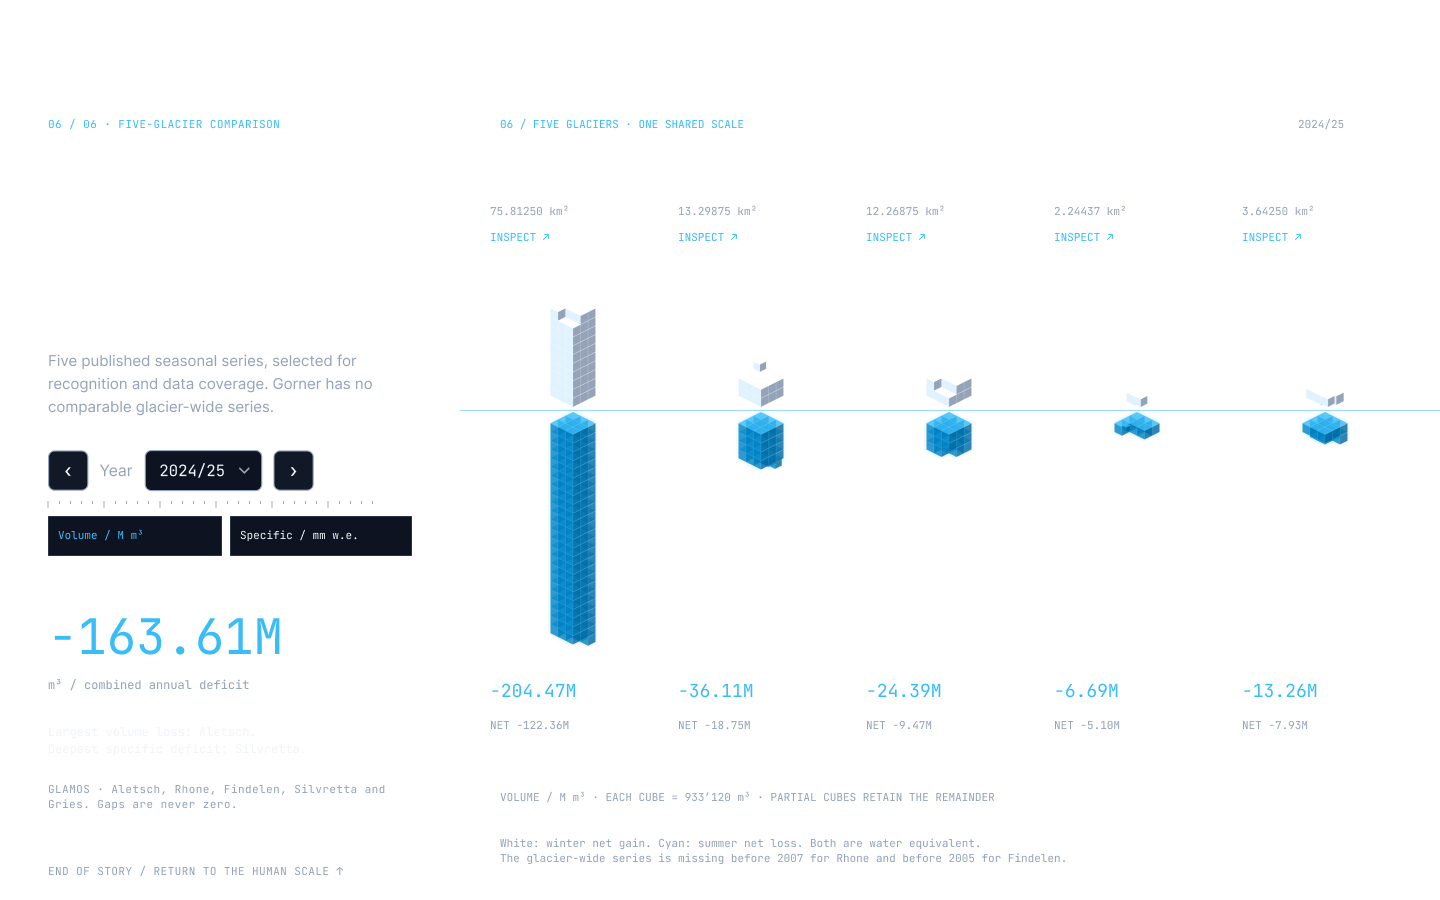 06 / 06 · FIVE-GLACIER COMPARISON
Five published seasonal series, selected for
recognition and data coverage. Gorner has no
comparable glacier-wide series.
‹ Year 2024/25 ›
Volume / M m³ Specific / mm w.e.
-163.61M
m³ / combined annual deficit
Largest volume loss: Aletsch.
Deepest specific deficit: Silvretta.
GLAMOS · Aletsch, Rhone, Findelen, Silvretta and
Gries. Gaps are never zero.
END OF STORY / RETURN TO THE HUMAN SCALE ↑
06 / FIVE GLACIERS · ONE SHARED SCALE
2024/25
75.81250 km² 13.29875 km² 12.26875 km² 2.24437 km² 3.64250 km²
INSPECT ↗ INSPECT ↗ INSPECT ↗ INSPECT ↗ INSPECT ↗
-204.47M -36.11M -24.39M -6.69M -13.26M
NET -122.36M NET -18.75M NET -9.47M NET -5.10M NET -7.93M
VOLUME / M m³ · EACH CUBE = 933’120 m³ · PARTIAL CUBES RETAIN THE REMAINDER
White: winter net gain. Cyan: summer net loss. Both are water equivalent.
The glacier-wide series is missing before 2007 for Rhone and before 2005 for Findelen.